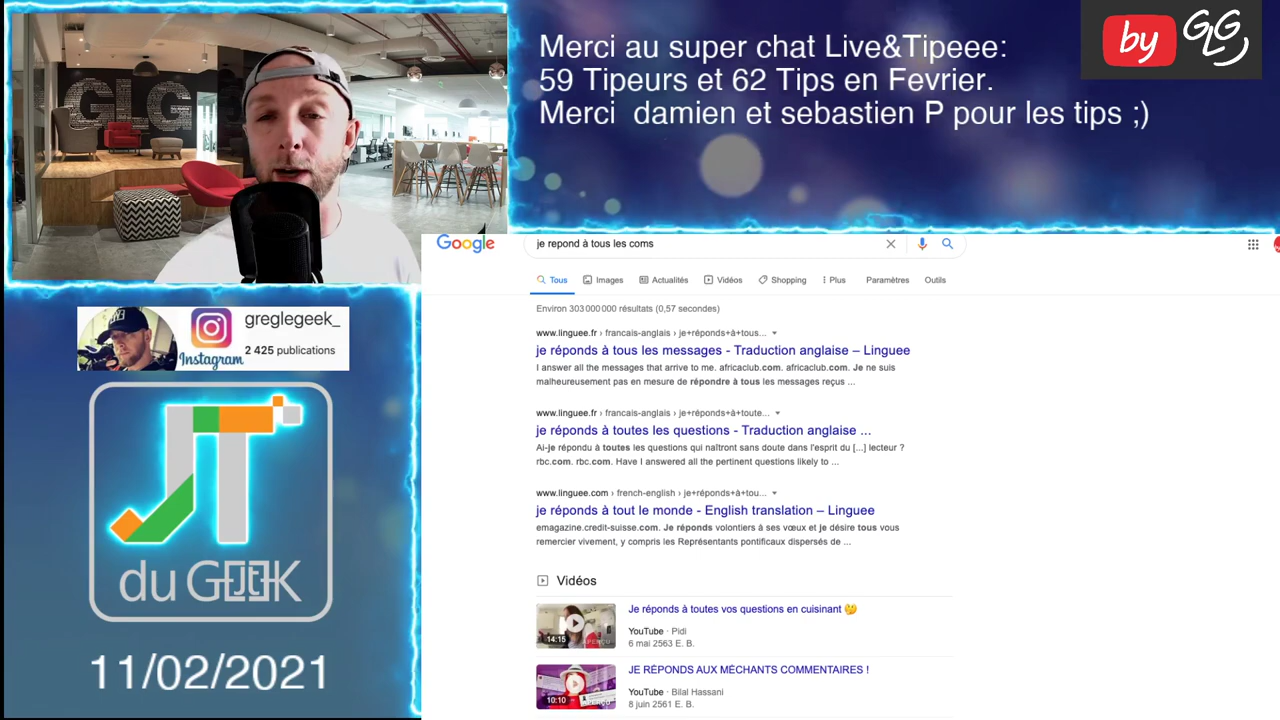 GLG
Merci au super chat Live&Tipeee:
59 Tipeurs et 62 Tips en Fevrier.
Merci  damien et sebastien P pour les tips ;)
by GLG
greglegeek_
Instagram
2 425 publications
JT
du GEEK
11/02/2021
Google
je repond à tous les coms
Tous
Images
Actualités
Vidéos
Shopping
Plus
Paramètres
Outils
Environ 303 000 000 résultats (0,57 secondes)
www.linguee.fr › francais-anglais › je+réponds+à+tous...
je réponds à tous les messages - Traduction anglaise – Linguee
I answer all the messages that arrive to me. africaclub.com. africaclub.com. Je ne suis
malheureusement pas en mesure de répondre à tous les messages reçus ...
www.linguee.fr › francais-anglais › je+réponds+à+toute...
je réponds à toutes les questions - Traduction anglaise ...
Ai-je répondu à toutes les questions qui naîtront sans doute dans l'esprit du [...] lecteur ?
rbc.com. rbc.com. Have I answered all the pertinent questions likely to ...
www.linguee.com › french-english › je+réponds+à+tou...
je réponds à tout le monde - English translation – Linguee
emagazine.credit-suisse.com. Je réponds volontiers à ses vœux et je désire tous vous
remercier vivement, y compris les Représentants pontificaux dispersés de ...
Vidéos
14:15
APERÇU
Je réponds à toutes vos questions en cuisinant 🤔
YouTube · Pidi
6 mai 2563 E. B.
10:10
APERÇU
JE RÉPONDS AUX MÉCHANTS COMMENTAIRES !
YouTube · Bilal Hassani
8 juin 2561 E. B.